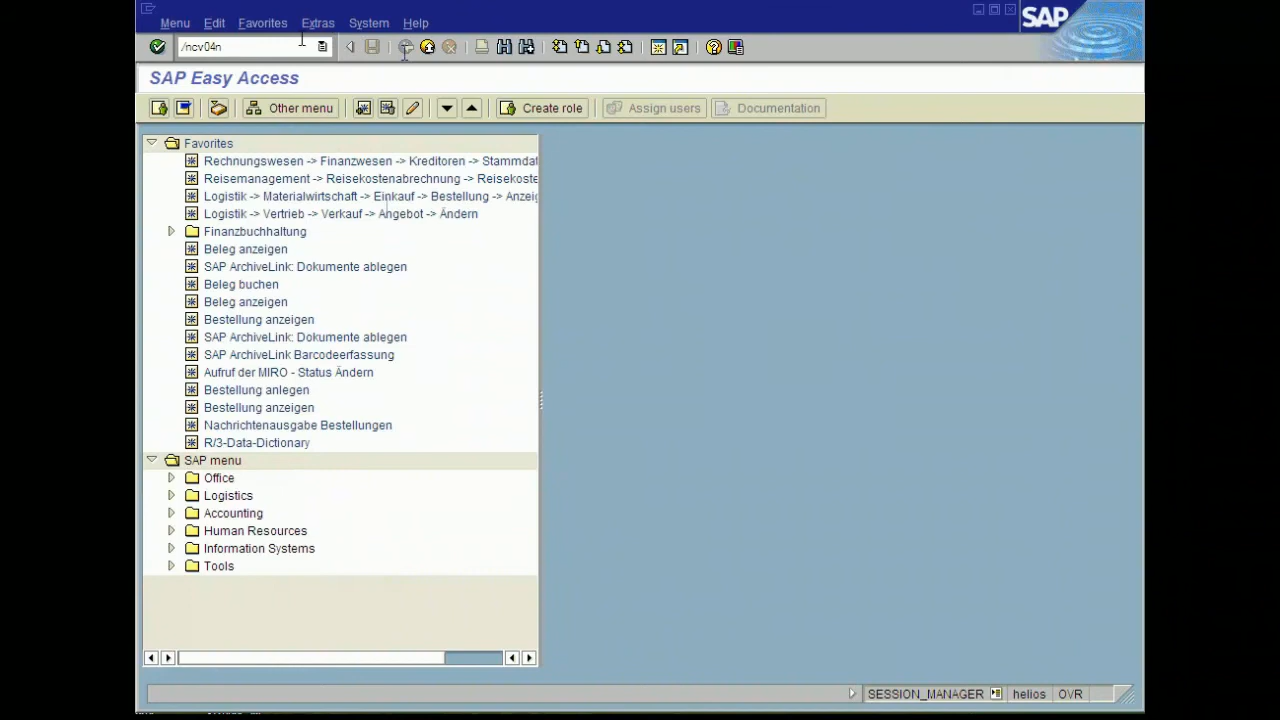 Menu Edit Favorites Extras System Help
SAP
/ncv04n
SAP Easy Access
Other menu Create role Assign users Documentation
Favorites
Rechnungswesen -> Finanzwesen -> Kreditoren -> Stammdat
Reisemanagement -> Reisekostenabrechnung -> Reisekoste
Logistik -> Materialwirtschaft -> Einkauf -> Bestellung -> Anzeig
Logistik -> Vertrieb -> Verkauf -> Angebot -> Ändern
Finanzbuchhaltung
Beleg anzeigen
SAP ArchiveLink: Dokumente ablegen
Beleg buchen
Beleg anzeigen
Bestellung anzeigen
SAP ArchiveLink: Dokumente ablegen
SAP ArchiveLink Barcodeerfassung
Aufruf der MIRO - Status Ändern
Bestellung anlegen
Bestellung anzeigen
Nachrichtenausgabe Bestellungen
R/3-Data-Dictionary
SAP menu
Office
Logistics
Accounting
Human Resources
Information Systems
Tools
SESSION_MANAGER helios OVR